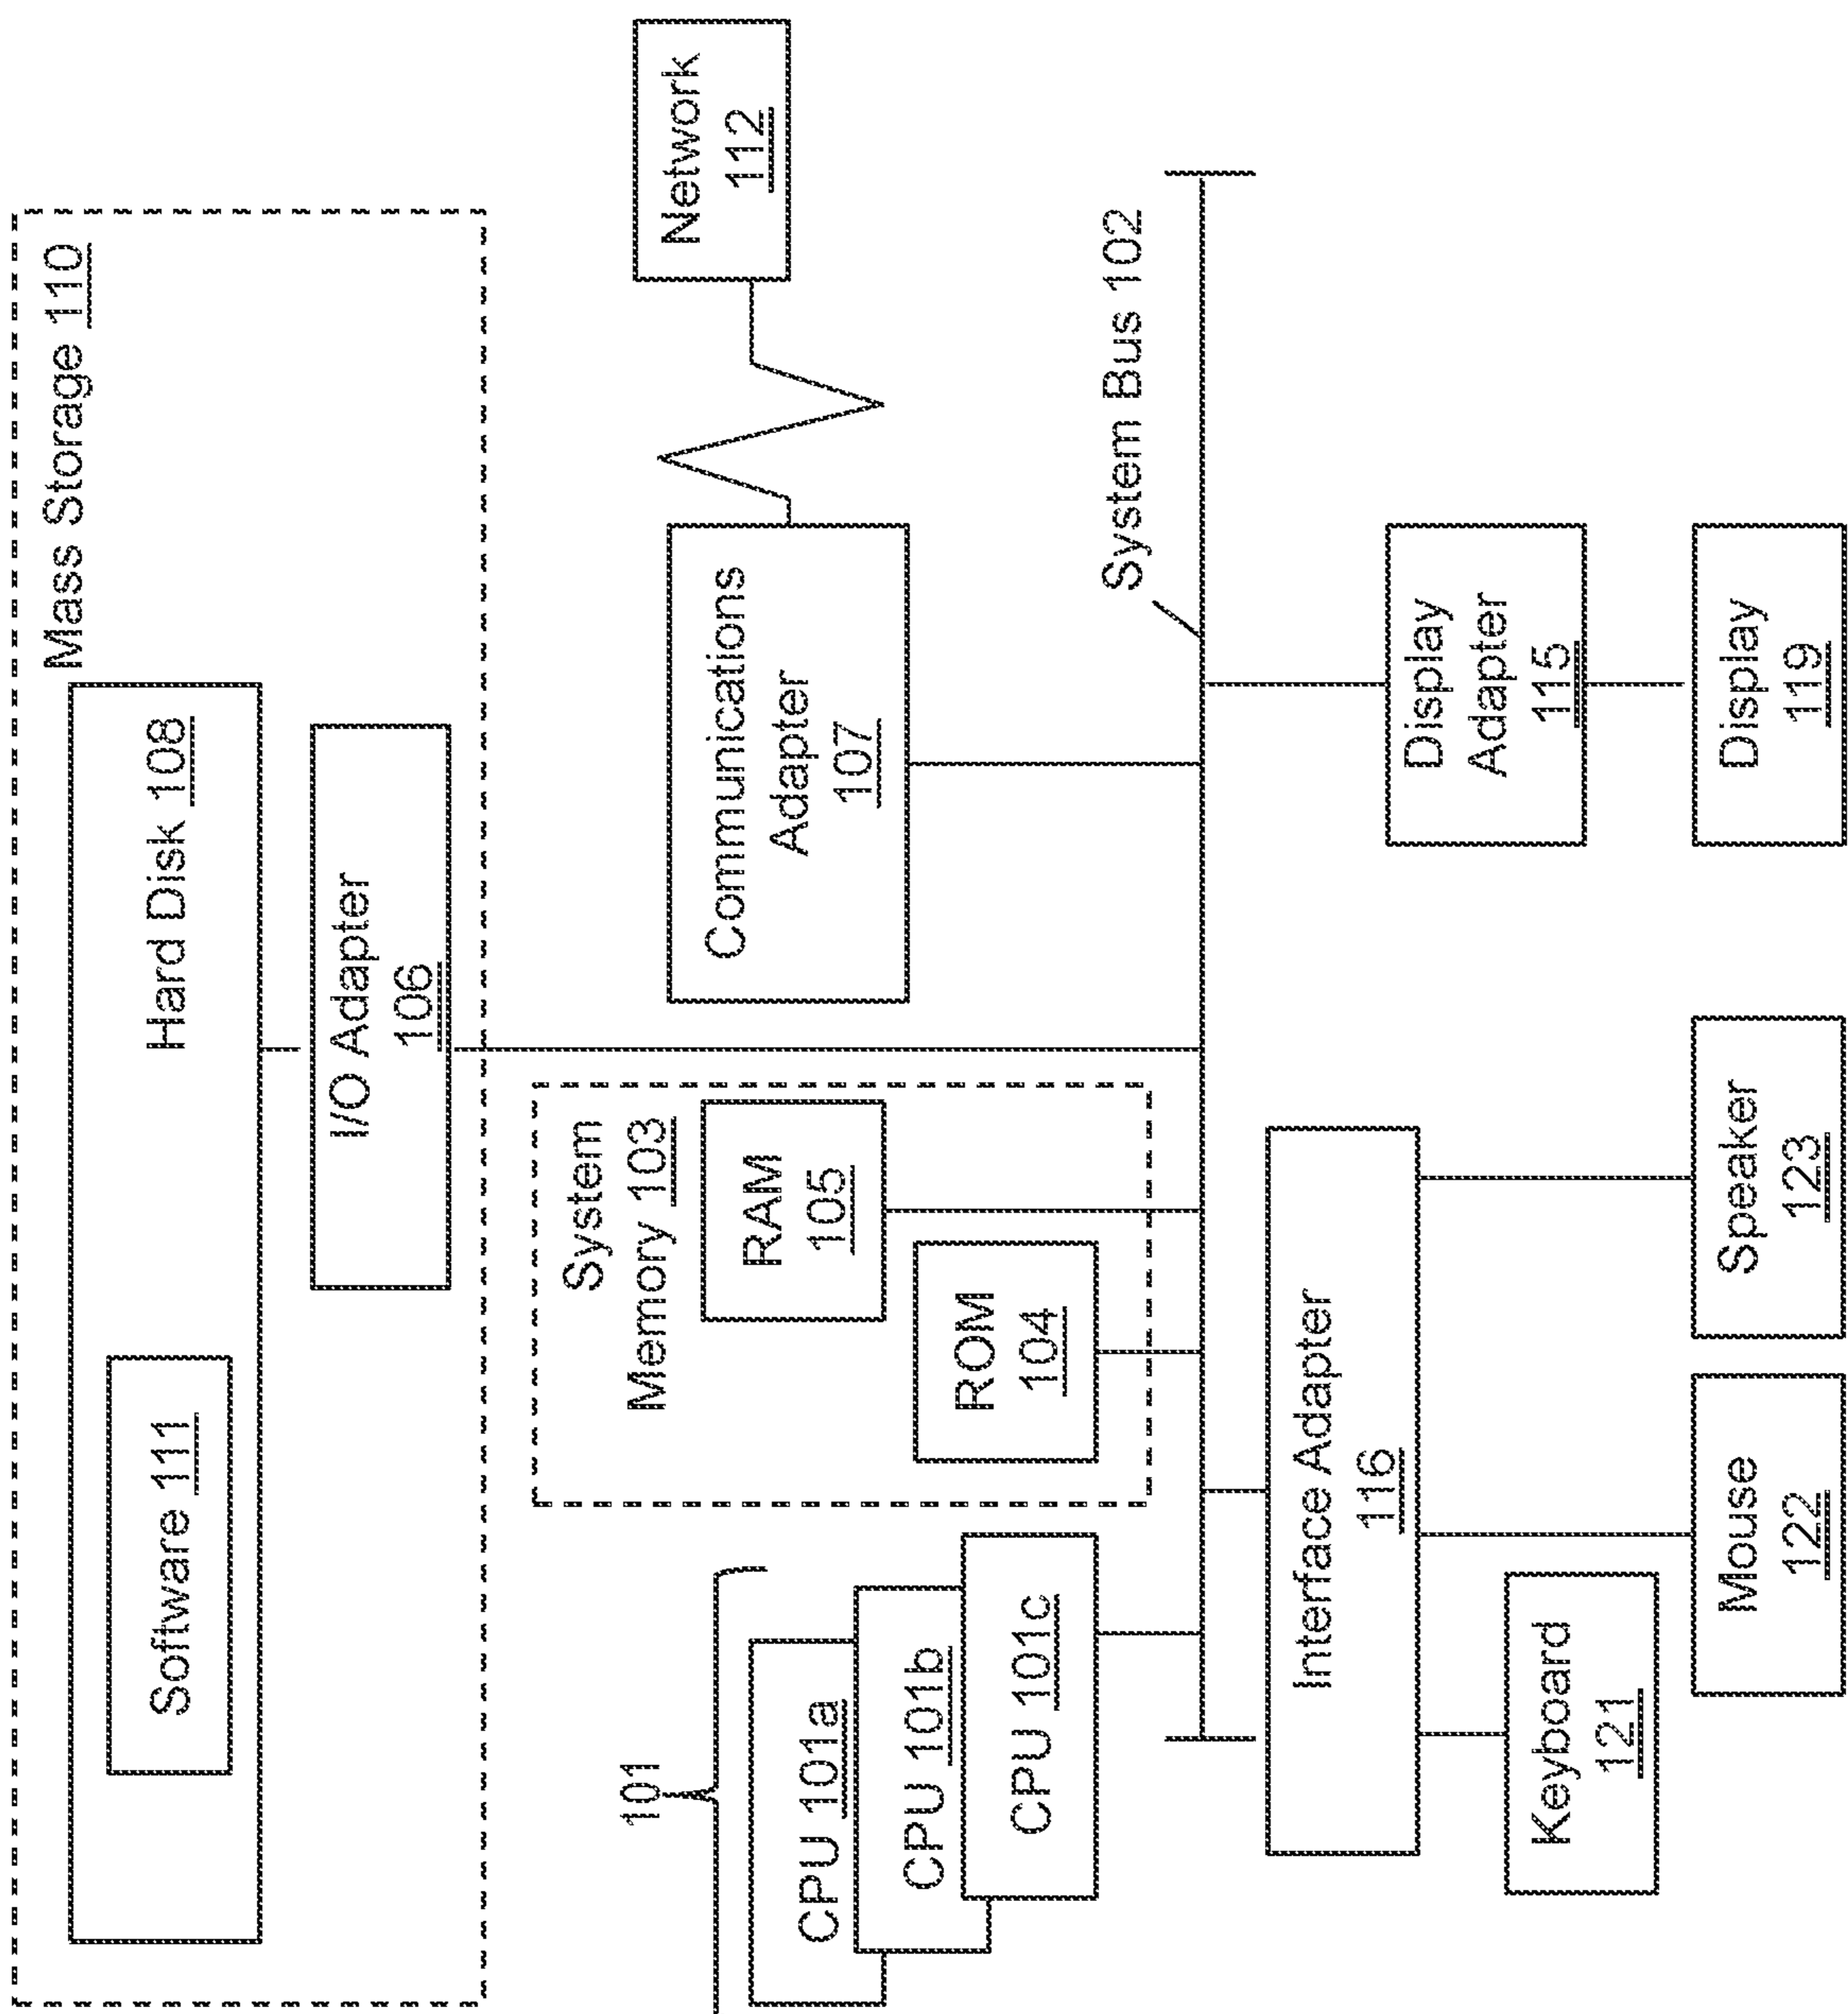 Mass Storage 110
Hard Disk 108
Software 111
I/O Adapter
106
101
CPU 101a
CPU 101b
CPU 101c
System
Memory 103
RAM
105
ROM
104
Communications
Adapter
107
Network
112
System Bus 102
Interface Adapter
116
Display
Adapter
115
Keyboard
121
Mouse
122
Speaker
123
Display
119